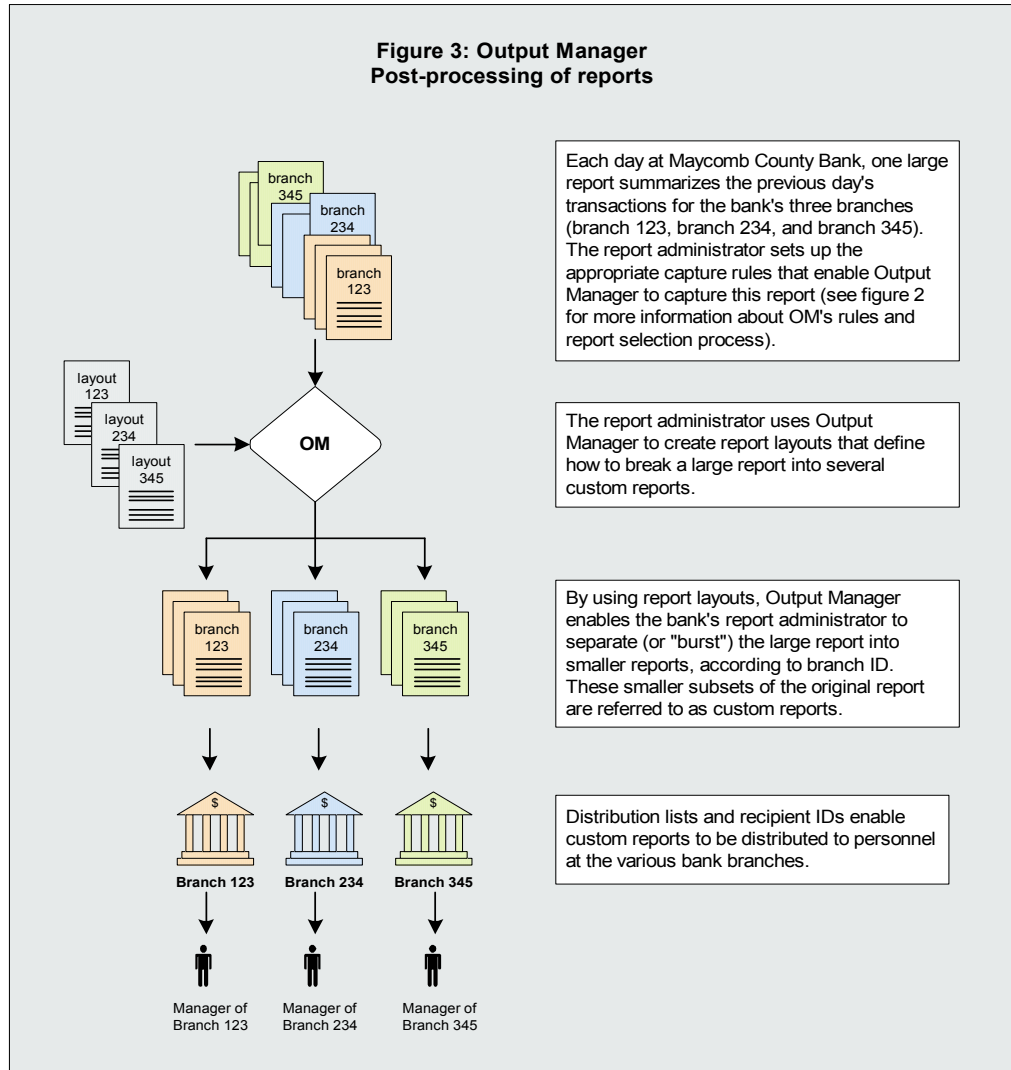 Figure 3: Output Manager
Post-processing of reports
branch
345
branch
234
branch
123
Each day at Maycomb County Bank, one large
report summarizes the previous day's
transactions for the bank's three branches
(branch 123, branch 234, and branch 345).
The report administrator sets up the
appropriate capture rules that enable Output
Manager to capture this report (see figure 2
for more information about OM's rules and
report selection process).
layout
123
layout
234
layout
345
OM
The report administrator uses Output
Manager to create report layouts that define
how to break a large report into several
custom reports.
branch
123
branch
234
branch
345
By using report layouts, Output Manager
enables the bank's report administrator to
separate (or "burst") the large report into
smaller reports, according to branch ID.
These smaller subsets of the original report
are referred to as custom reports.
$
$
$
Branch 123
Branch 234
Branch 345
Distribution lists and recipient IDs enable
custom reports to be distributed to personnel
at the various bank branches.
Manager of
Branch 123
Manager of
Branch 234
Manager of
Branch 345